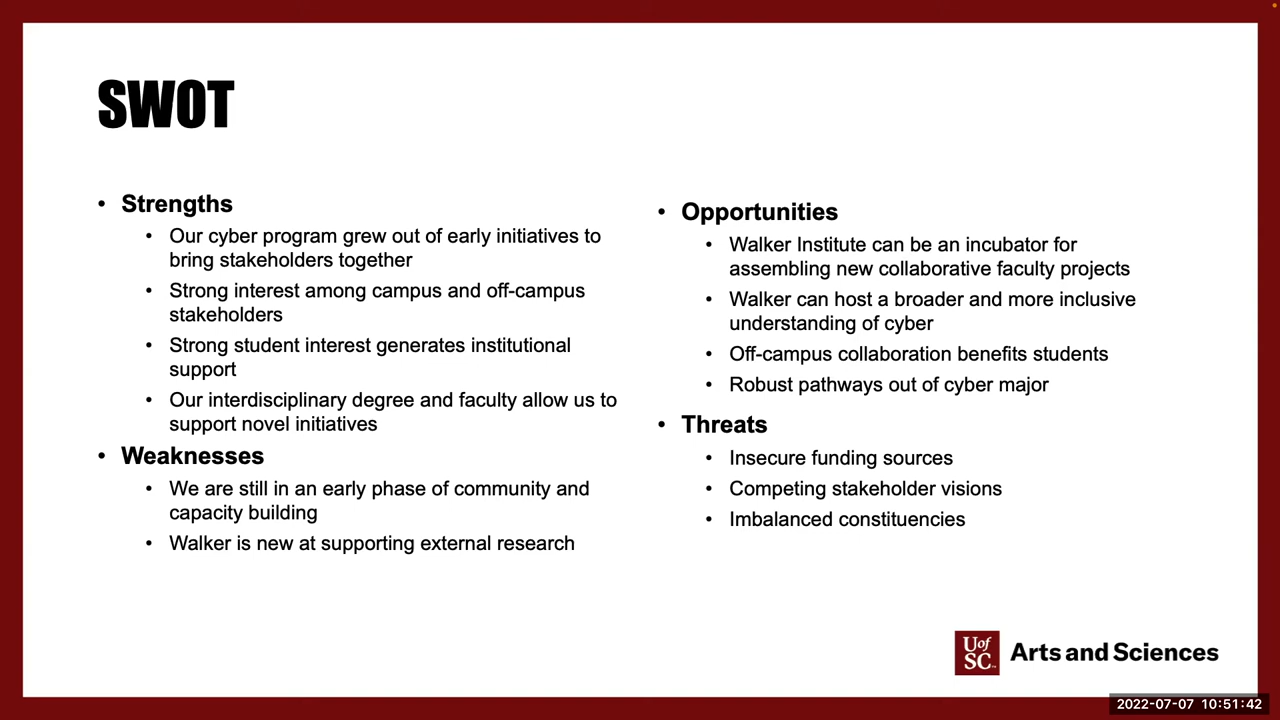 SWOT
• Strengths
• Our cyber program grew out of early initiatives to
bring stakeholders together
• Strong interest among campus and off-campus
stakeholders
• Strong student interest generates institutional
support
• Our interdisciplinary degree and faculty allow us to
support novel initiatives
• Weaknesses
• We are still in an early phase of community and
capacity building
• Walker is new at supporting external research
• Opportunities
• Walker Institute can be an incubator for
assembling new collaborative faculty projects
• Walker can host a broader and more inclusive
understanding of cyber
• Off-campus collaboration benefits students
• Robust pathways out of cyber major
• Threats
• Insecure funding sources
• Competing stakeholder visions
• Imbalanced constituencies
Uof
SC
Arts and Sciences
2022-07-07 10:51:42